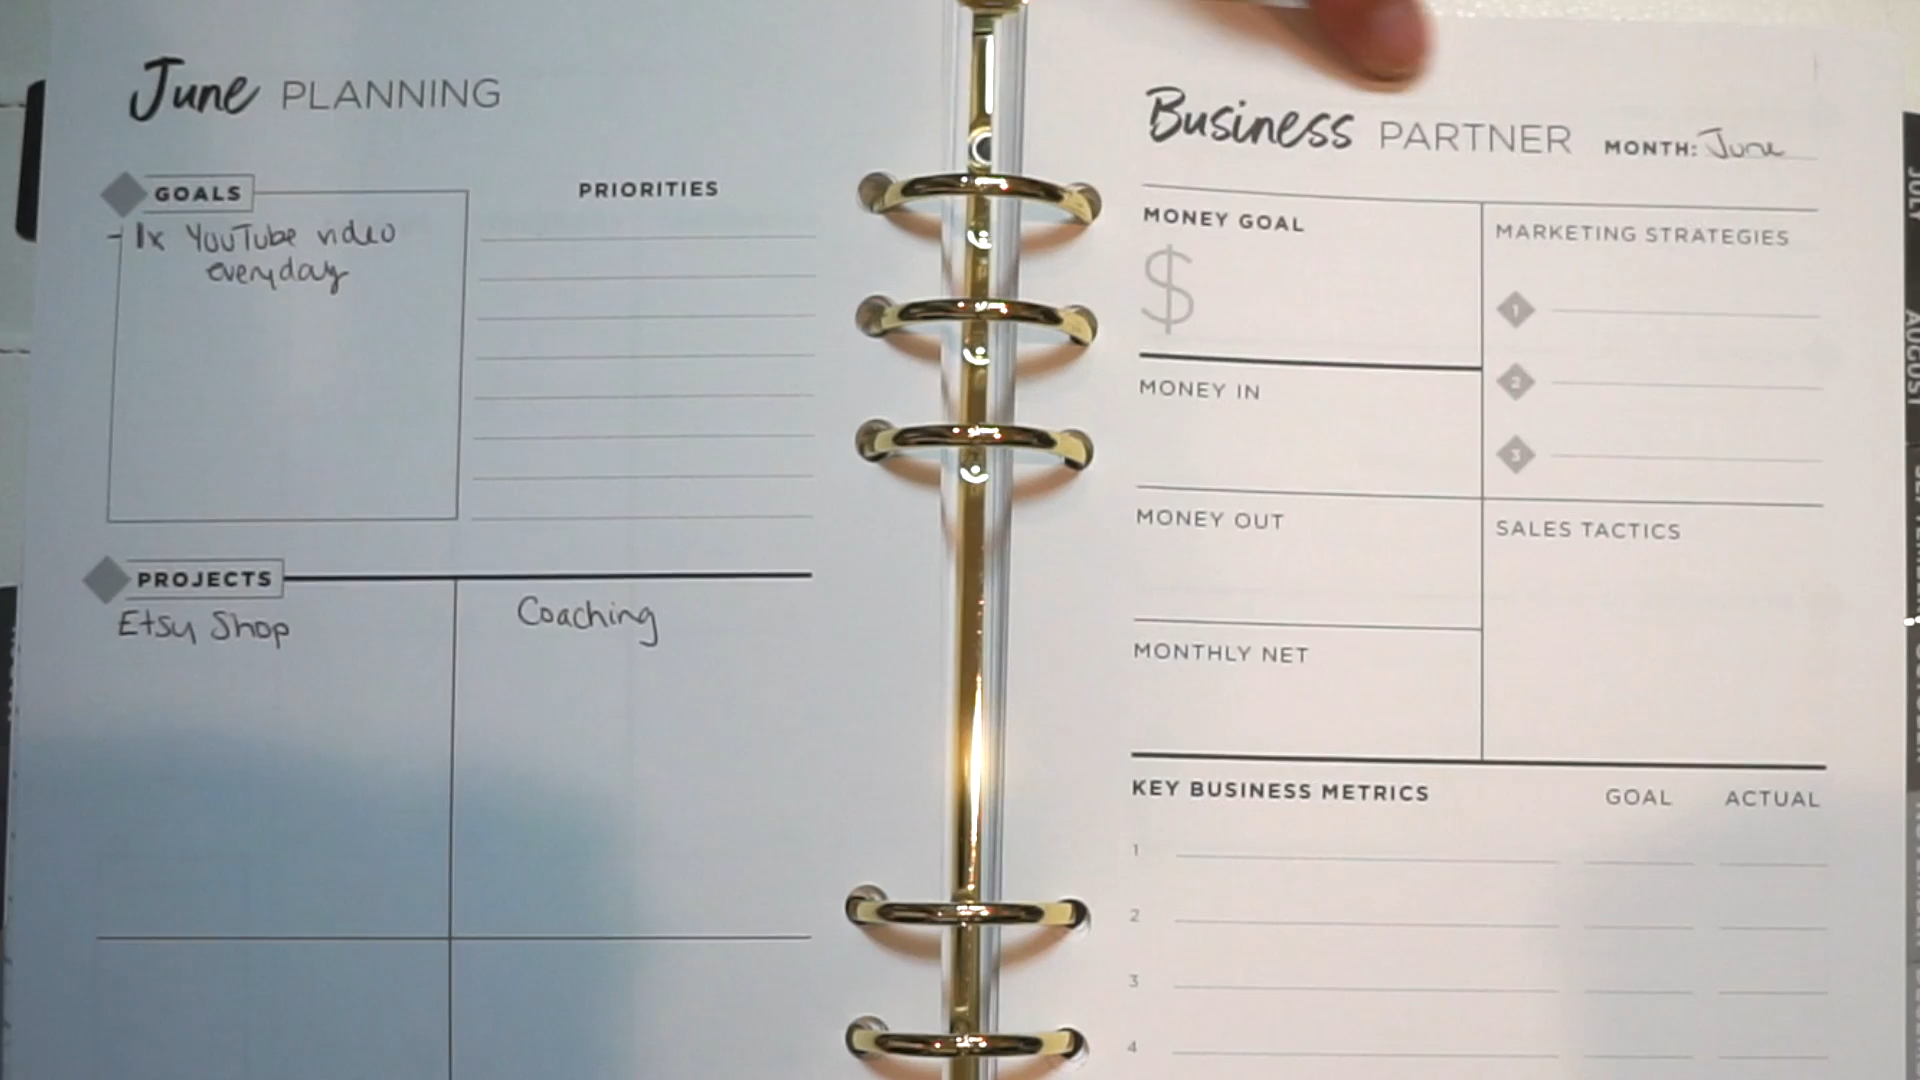 June PLANNING
GOALS
- 1x YouTube video
everyday
PRIORITIES
PROJECTS
Etsy Shop
Coaching
Business PARTNER MONTH: June
MONEY GOAL
$
MONEY IN
MONEY OUT
MONTHLY NET
MARKETING STRATEGIES
1
2
3
SALES TACTICS
KEY BUSINESS METRICS GOAL ACTUAL
1
2
3
4
JULY
AUGUST